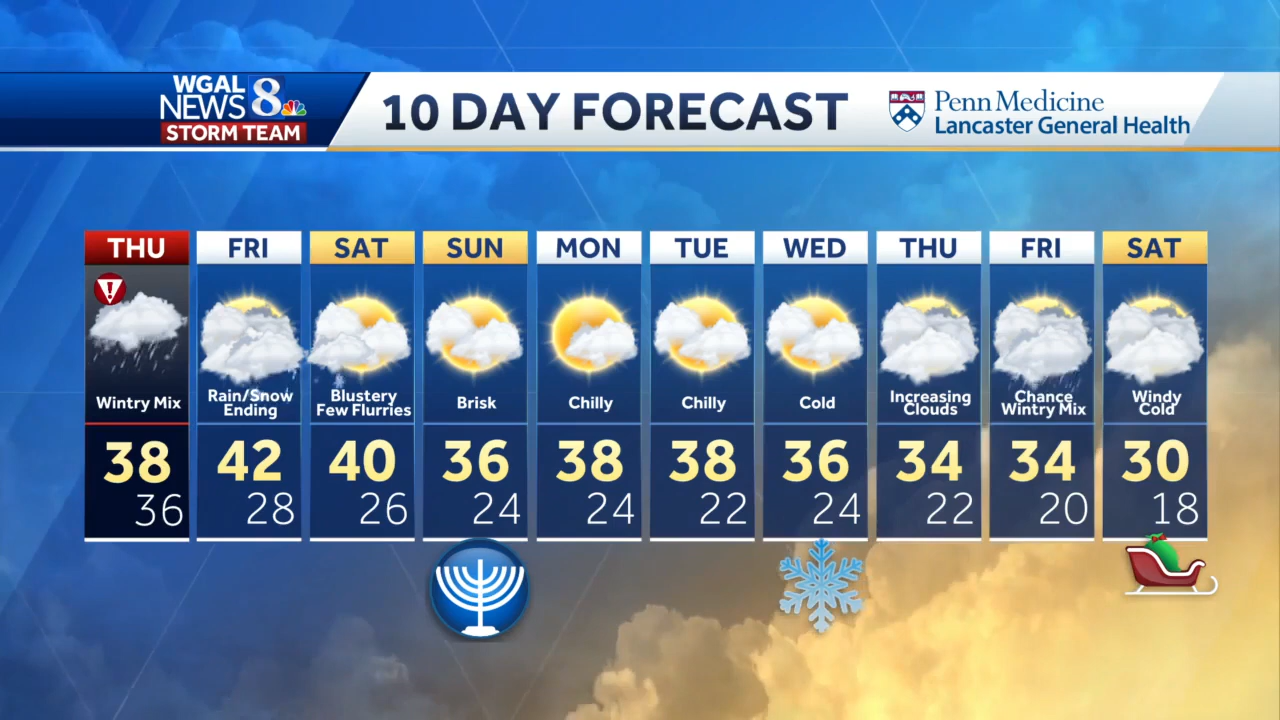 WGAL
NEWS 8
STORM TEAM
10 DAY FORECAST
Penn Medicine
Lancaster General Health
THU
FRI
SAT
SUN
MON
TUE
WED
THU
FRI
SAT
!
Wintry Mix
Rain/Snow
Ending
Blustery
Few Flurries
Brisk
Chilly
Chilly
Cold
Increasing
Clouds
Chance
Wintry Mix
Windy
Cold
38
36
42
28
40
26
36
24
38
24
38
22
36
24
34
22
34
20
30
18